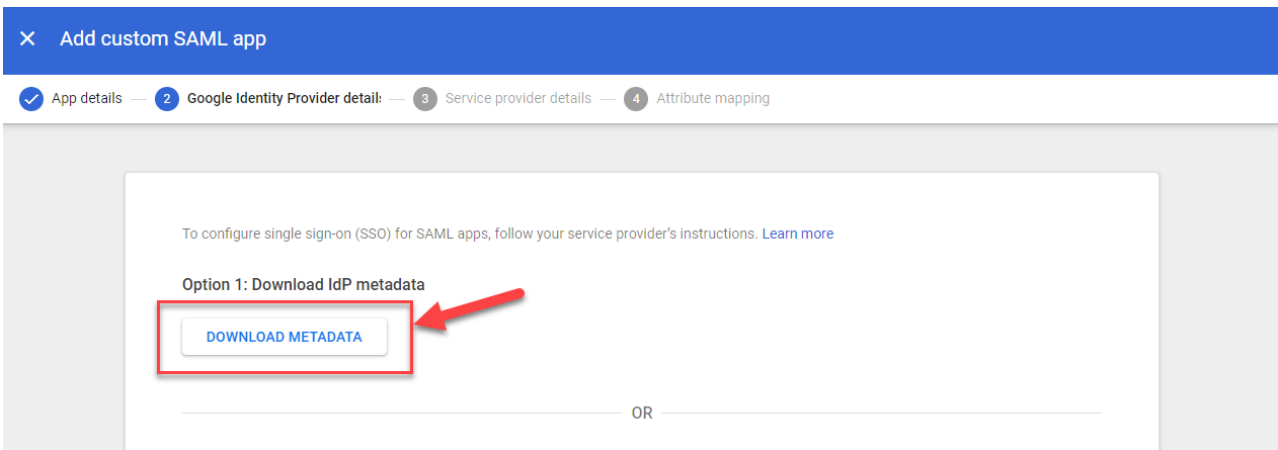 Add custom SAML app
App details 2 Google Identity Provider details 3 Service provider details 4 Attribute mapping
To configure single sign-on (SSO) for SAML apps, follow your service provider's instructions. Learn more
Option 1: Download IdP metadata
DOWNLOAD METADATA
OR